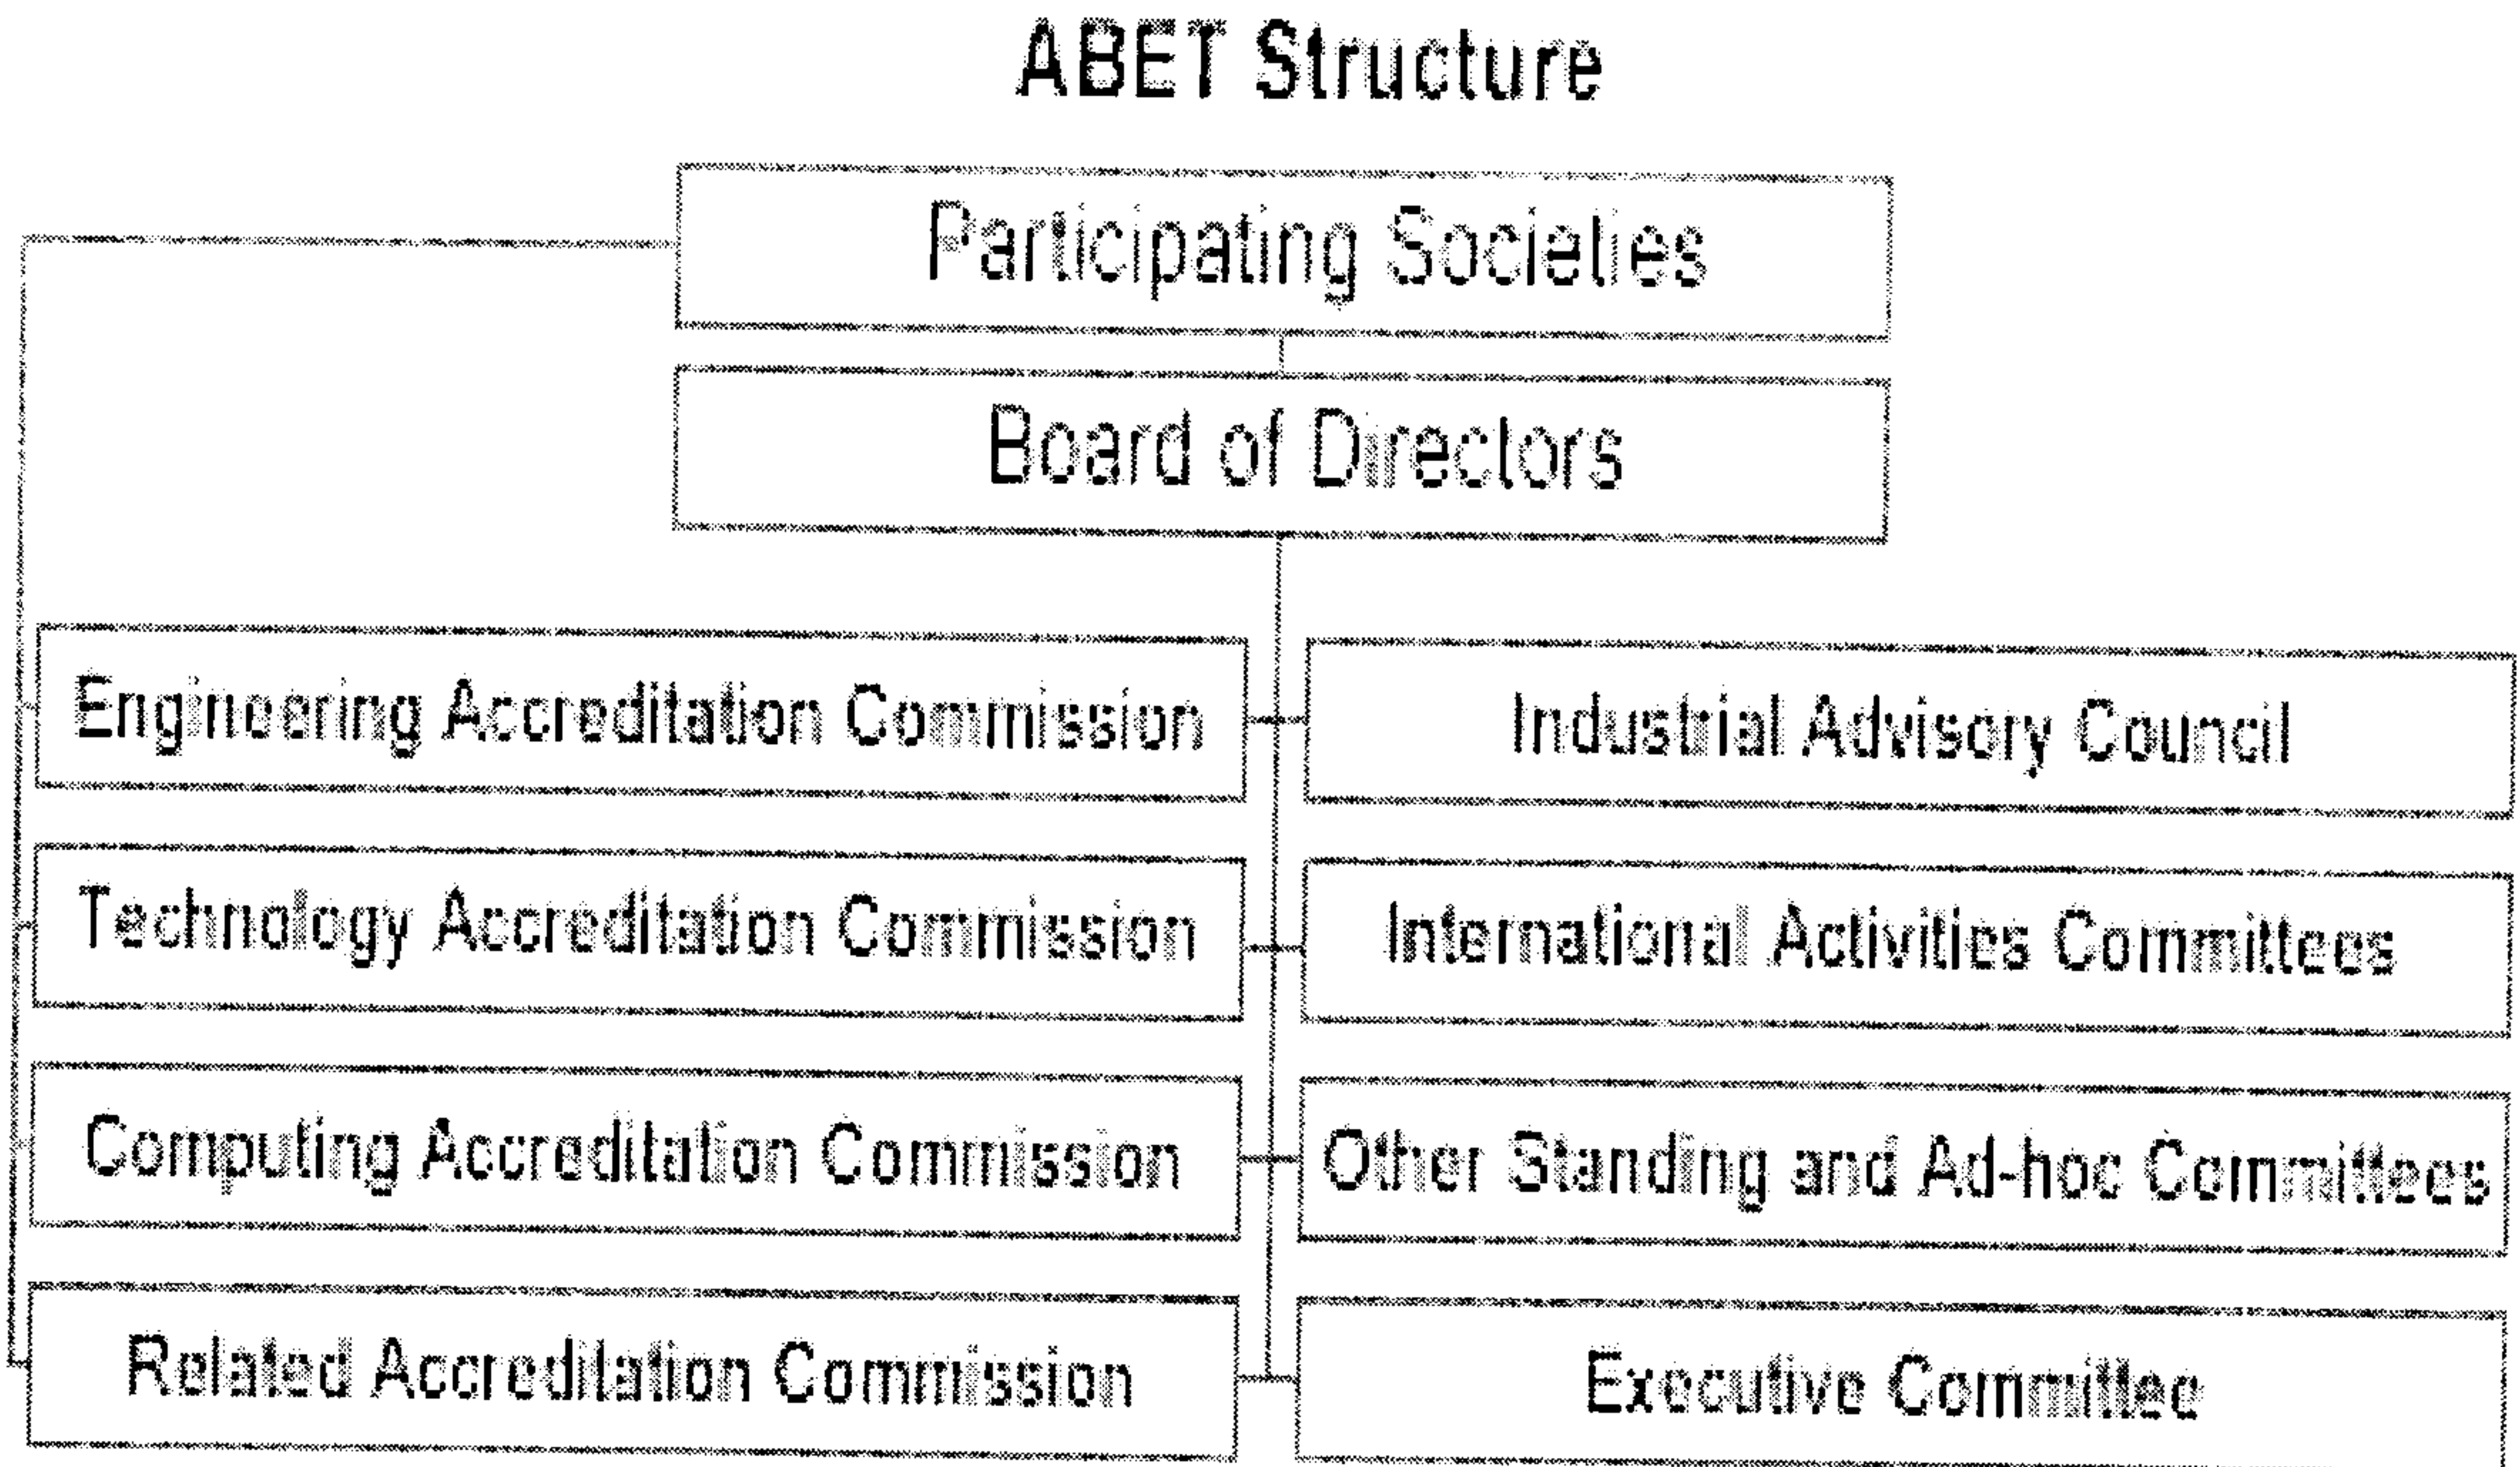 ABET Structure
Participating Societies
Board of Directors
Engineering Accreditation Commission
Industrial Advisory Council
Technology Accreditation Commission
International Activities Committees
Computing Accreditation Commission
Other Standing and Ad-hoc Committees
Related Accreditation Commission
Executive Committee